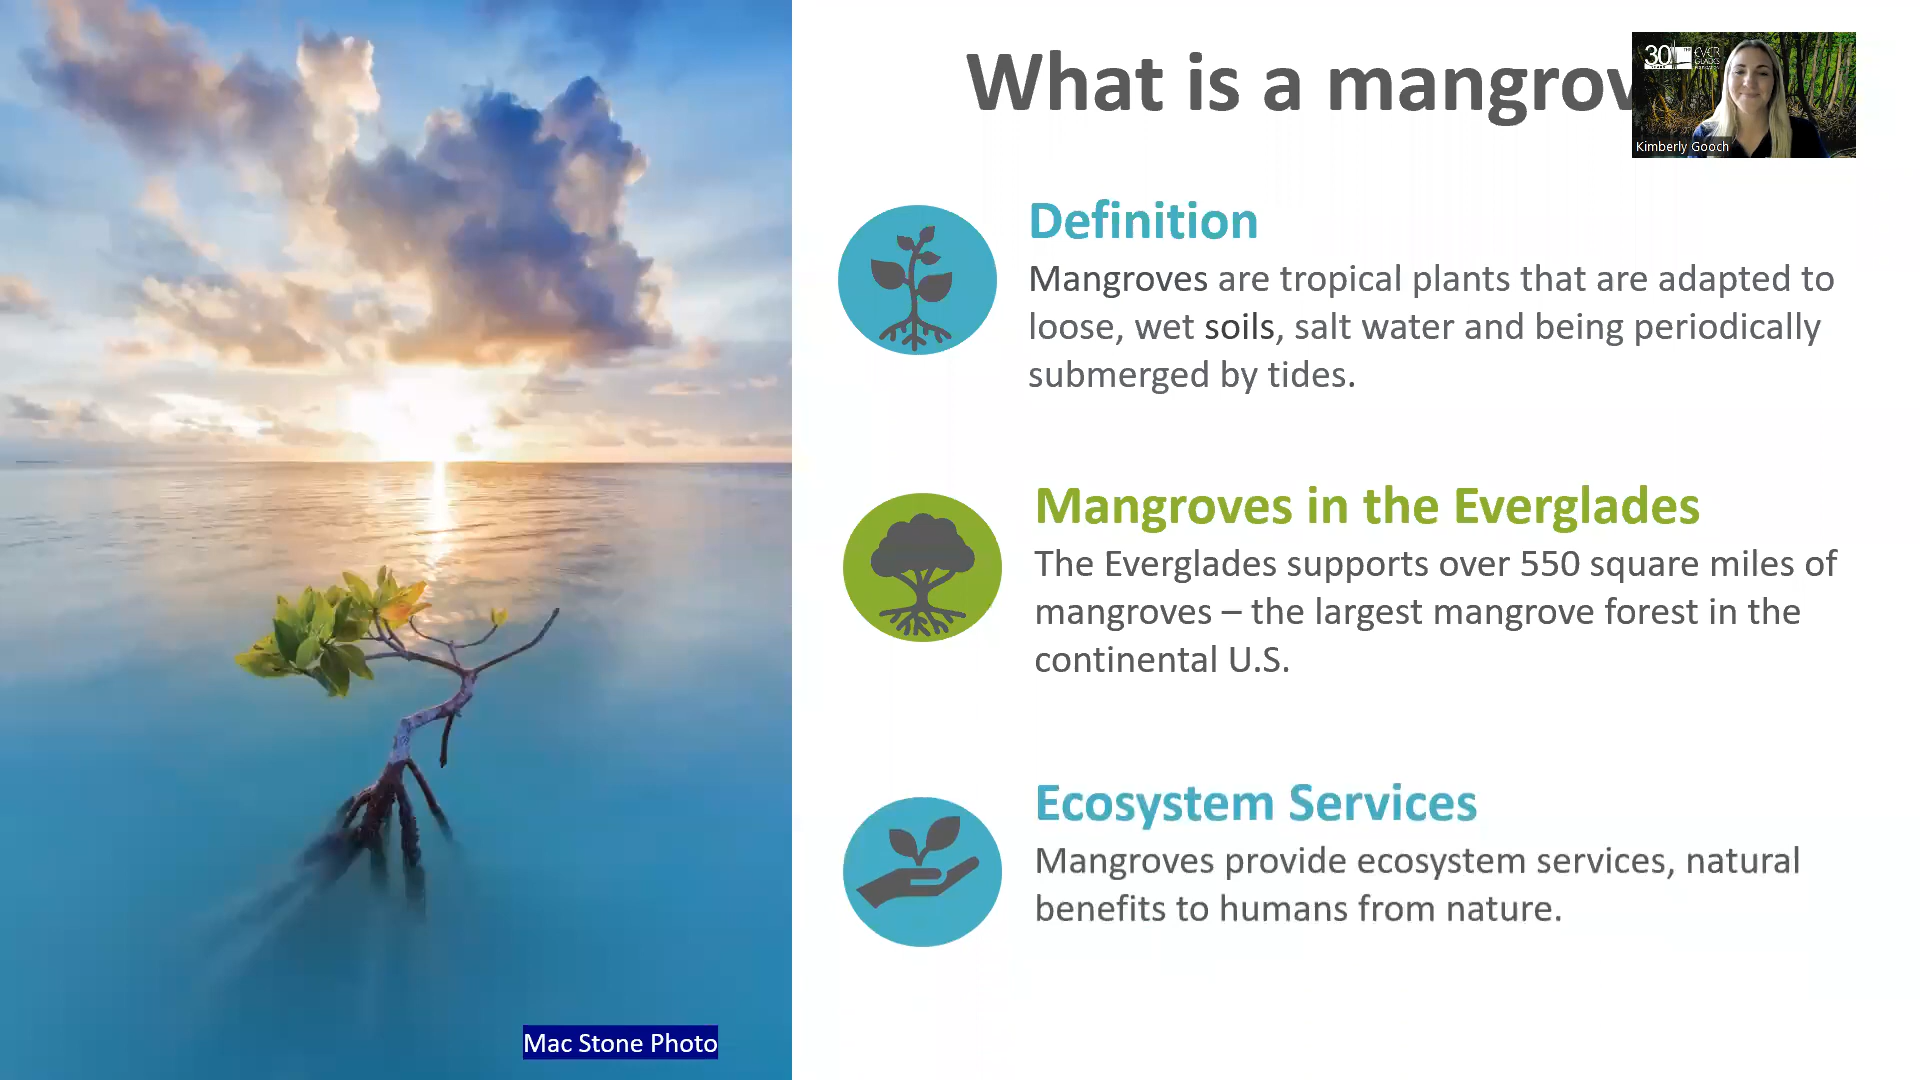 What is a mangrov
30
EVER
GLADES
Kimberly Gooch
Definition
Mangroves are tropical plants that are adapted to
loose, wet soils, salt water and being periodically
submerged by tides.
Mangroves in the Everglades
The Everglades supports over 550 square miles of
mangroves – the largest mangrove forest in the
continental U.S.
Ecosystem Services
Mangroves provide ecosystem services, natural
benefits to humans from nature.
Mac Stone Photo